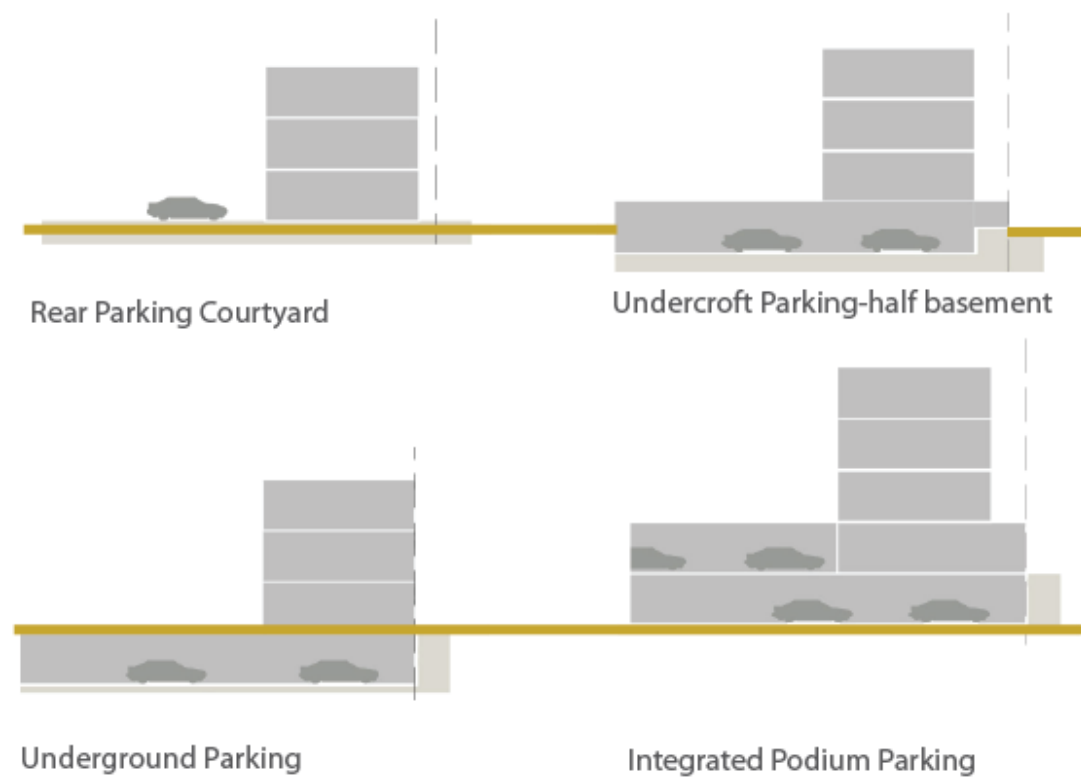 Rear Parking Courtyard
Undercroft Parking-half basement
Underground Parking
Integrated Podium Parking